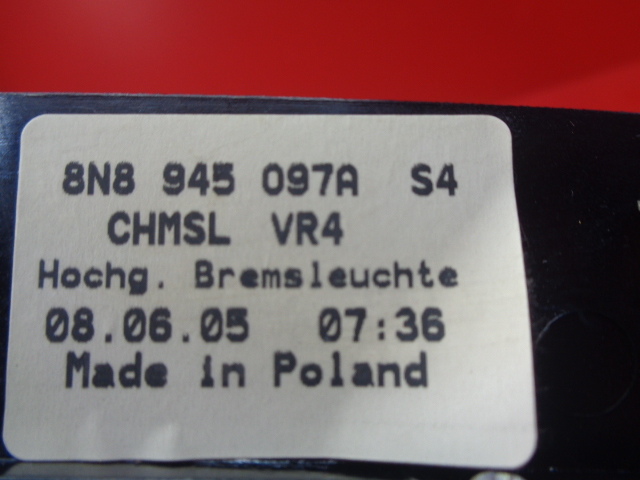 8N8 945 097A S4
CHMSL VR4
Hochg. Bremsleuchte
08.06.05 07:36
Made in Poland